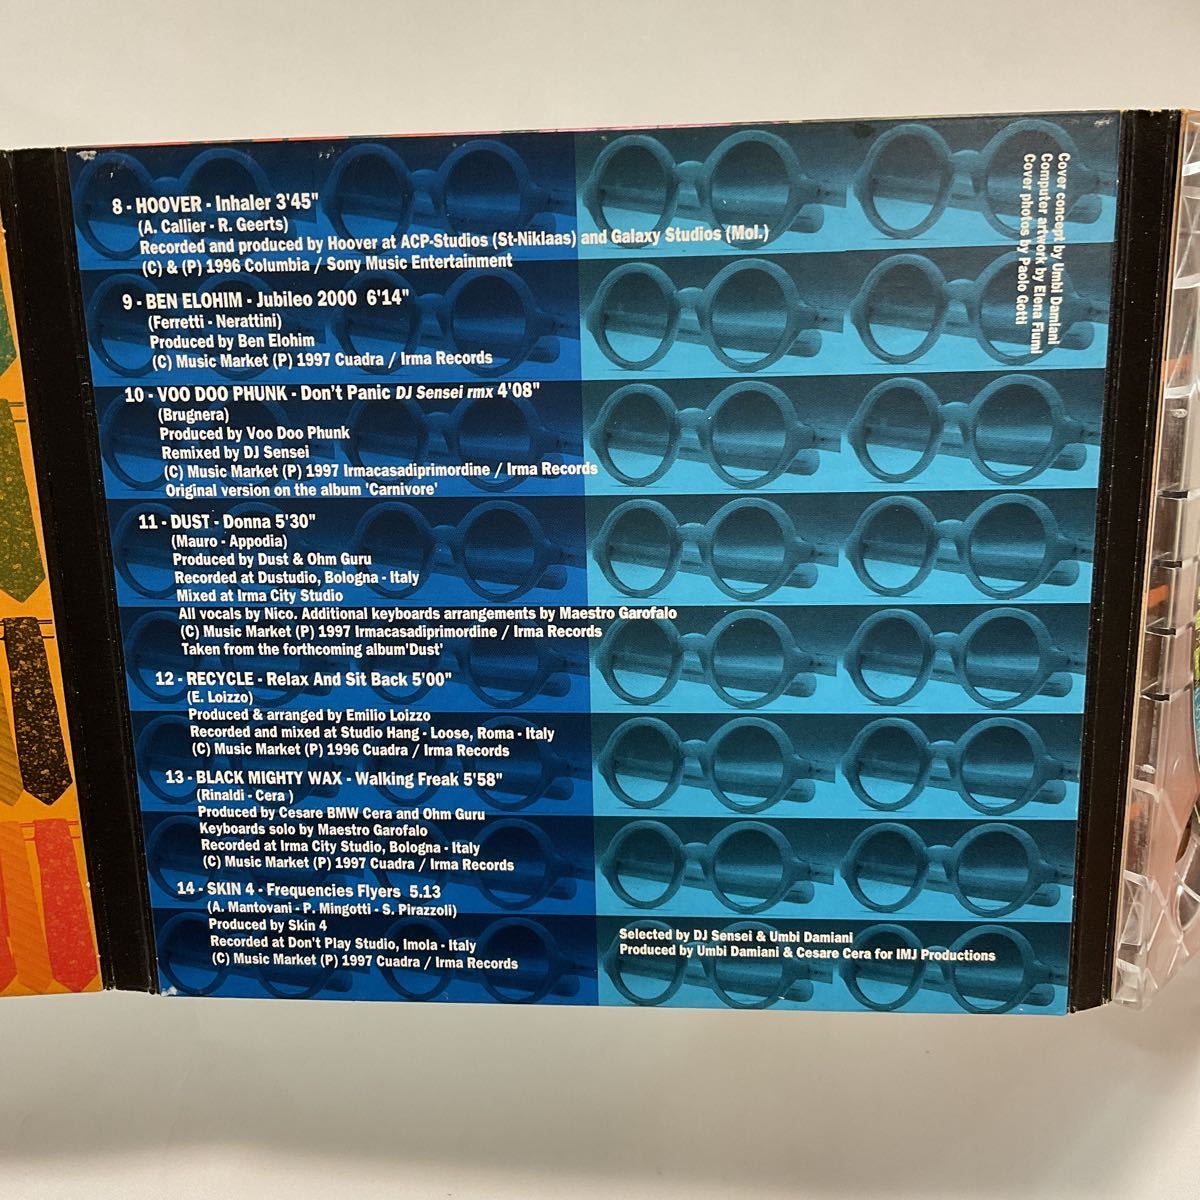 8 - HOOVER - Inhaler 3'45"
(A. Callier - R. Geerts)
Recorded and produced by Hoover at ACP-Studios (St-Niklaas) and Galaxy Studios (Mol.)
(C) & (P) 1996 Columbia / Sony Music Entertainment
9 - BEN ELOHIM - Jubileo 2000 6'14"
(Ferretti - Nerattini)
Produced by Ben Elohim
(C) Music Market (P) 1997 Cuadra / Irma Records
10 - VOO DOO PHUNK - Don't Panic DJ Sensei rmx 4'08"
(Brugnera)
Produced by Voo Doo Phunk
Remixed by DJ Sensei
(C) Music Market (P) 1997 Irmacasadiprimordine / Irma Records
Original version on the album 'Carnivore'
11 - DUST - Donna 5'30"
(Mauro - Appodia)
Produced by Dust & Ohm Guru
Recorded at Dustudio, Bologna - Italy
Mixed at Irma City Studio
All vocals by Nico. Additional keyboards arrangements by Maestro Garofalo
(C) Music Market (P) 1997 Irmacasadiprimordine / Irma Records
Taken from the forthcoming album'Dust'
12 - RECYCLE - Relax And Sit Back 5'00"
(E. Loizzo)
Produced & arranged by Emilio Loizzo
Recorded and mixed at Studio Hang - Loose, Roma - Italy
(C) Music Market (P) 1996 Cuadra / Irma Records
13 - BLACK MIGHTY WAX - Walking Freak 5'58"
(Rinaldi - Cera )
Produced by Cesare BMW Cera and Ohm Guru
Keyboards solo by Maestro Garofalo
Recorded at Irma City Studio, Bologna - Italy
(C) Music Market (P) 1997 Cuadra / Irma Records
14 - SKIN 4 - Frequencies Flyers 5.13
(A. Mantovani - P. Mingotti - S. Pirazzoli)
Produced by Skin 4
Recorded at Don't Play Studio, Imola - Italy
(C) Music Market (P) 1997 Cuadra / Irma Records
Cover concept by Umbi Damiani
Computer artwork by Elena Fiumi
Cover photos by Paolo Gotti
Selected by DJ Sensei & Umbi Damiani
Produced by Umbi Damiani & Cesare Cera for IMJ Productions